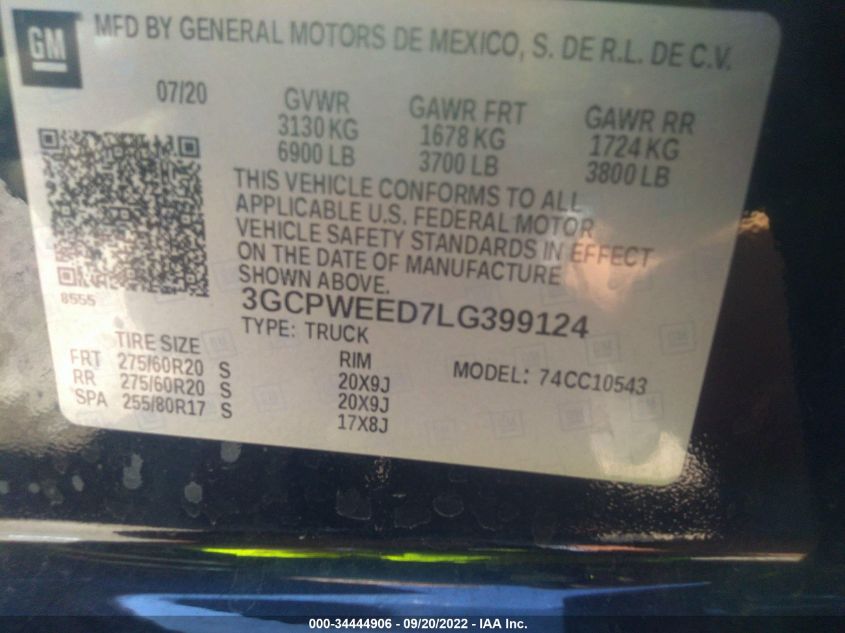 GM
MFD BY GENERAL MOTORS DE MEXICO, S. DE R.L. DE C.V.
07/20
GVWR GAWR FRT GAWR RR
3130 KG 1678 KG 1724 KG
6900 LB 3700 LB 3800 LB
THIS VEHICLE CONFORMS TO ALL
APPLICABLE U.S. FEDERAL MOTOR
VEHICLE SAFETY STANDARDS IN EFFECT
ON THE DATE OF MANUFACTURE
SHOWN ABOVE.
8555
3GCPWEED7LG399124
TYPE: TRUCK
TIRE SIZE RIM
MODEL: 74CC10543
FRT 275/60R20 S 20X9J
RR 275/60R20 S 20X9J
SPA 255/80R17 S 17X8J
000-34444906 - 09/20/2022 - IAA Inc.